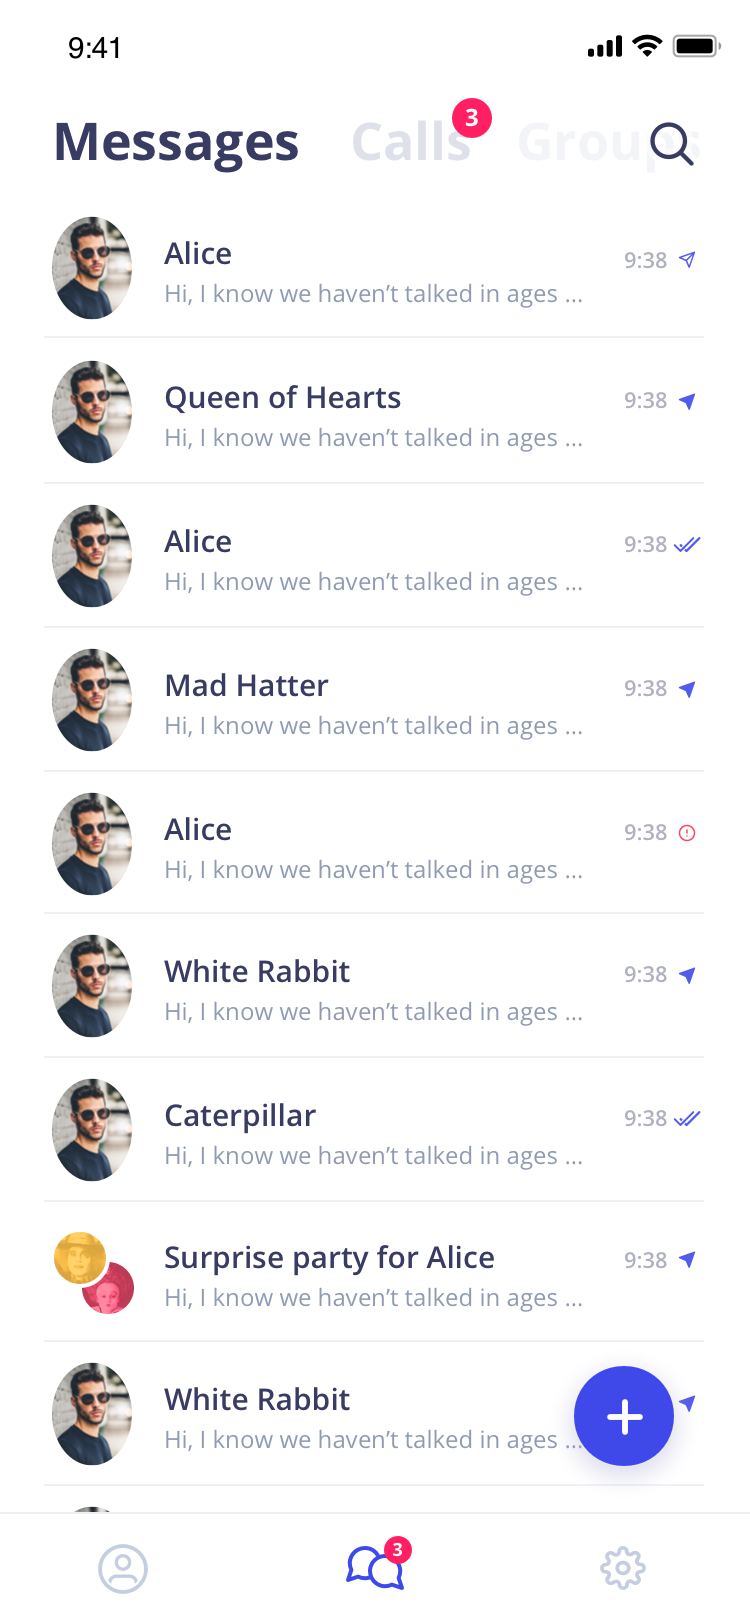 9:41
Messages Calls 3 Groups
Alice 9:38
Hi, I know we haven’t talked in ages ...
Queen of Hearts 9:38
Hi, I know we haven’t talked in ages ...
Alice 9:38
Hi, I know we haven’t talked in ages ...
Mad Hatter 9:38
Hi, I know we haven’t talked in ages ...
Alice 9:38
Hi, I know we haven’t talked in ages ...
White Rabbit 9:38
Hi, I know we haven’t talked in ages ...
Caterpillar 9:38
Hi, I know we haven’t talked in ages ...
Surprise party for Alice 9:38
Hi, I know we haven’t talked in ages ...
White Rabbit
Hi, I know we haven’t talked in ages ...
3